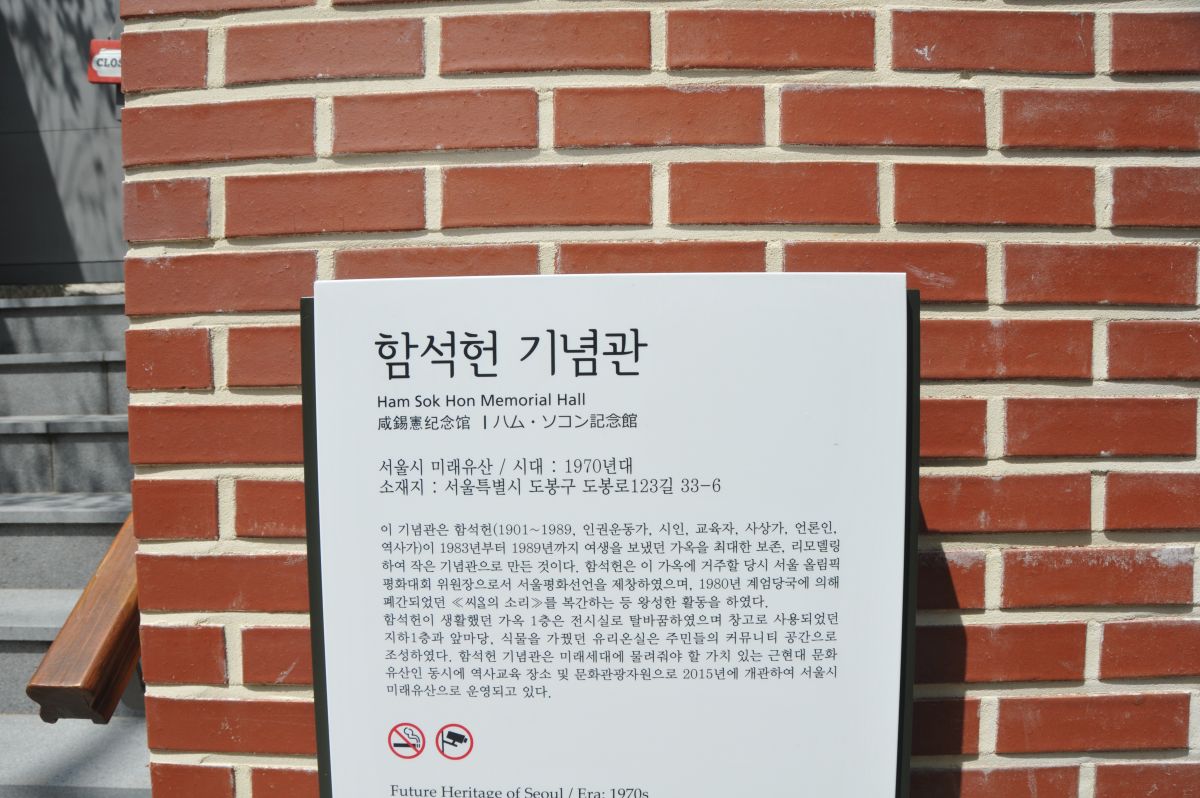 CLOS
함석헌 기념관
Ham Sok Hon Memorial Hall
咸錫憲纪念馆 | ハム・ソコン記念館
서울시 미래유산 / 시대 : 1970년대
소재지 : 서울특별시 도봉구 도봉로123길 33-6
이 기념관은 함석헌(1901~1989, 인권운동가, 시인, 교육자, 사상가, 언론인,
역사가)이 1983년부터 1989년까지 여생을 보냈던 가옥을 최대한 보존, 리모델링
하여 작은 기념관으로 만든 것이다. 함석헌은 이 가옥에 거주할 당시 서울 올림픽
평화대회 위원장으로서 서울평화선언을 제창하였으며, 1980년 계엄당국에 의해
폐간되었던 ≪씨ᄋᆞᆯ의 소리≫를 복간하는 등 왕성한 활동을 하였다.
함석헌이 생활했던 가옥 1층은 전시실로 탈바꿈하였으며 창고로 사용되었던
지하1층과 앞마당, 식물을 가꿨던 유리온실은 주민들의 커뮤니티 공간으로
조성하였다. 함석헌 기념관은 미래세대에 물려줘야 할 가치 있는 근현대 문화
유산인 동시에 역사교육 장소 및 문화관광자원으로 2015년에 개관하여 서울시
미래유산으로 운영되고 있다.
Future Heritage of Seoul / Era: 1970s